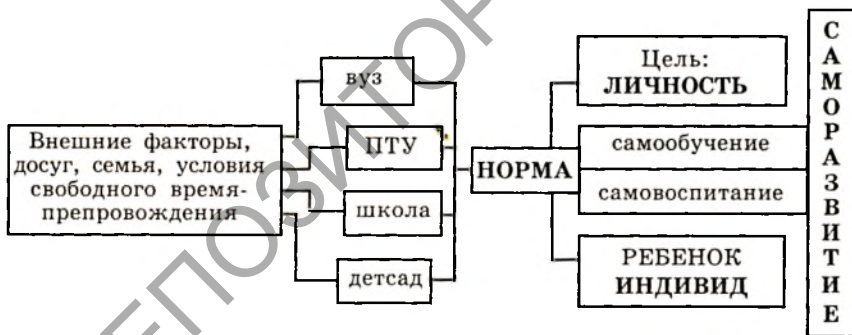 Внешние факторы,
досуг, семья, условия
свободного время-
препровождения
вуз
ПТУ
школа
детсад
НОРМА
Цель:
ЛИЧНОСТЬ
самообучение
самовоспитание
РЕБЕНОК
ИНДИВИД
САМОРАЗВИТИЕ